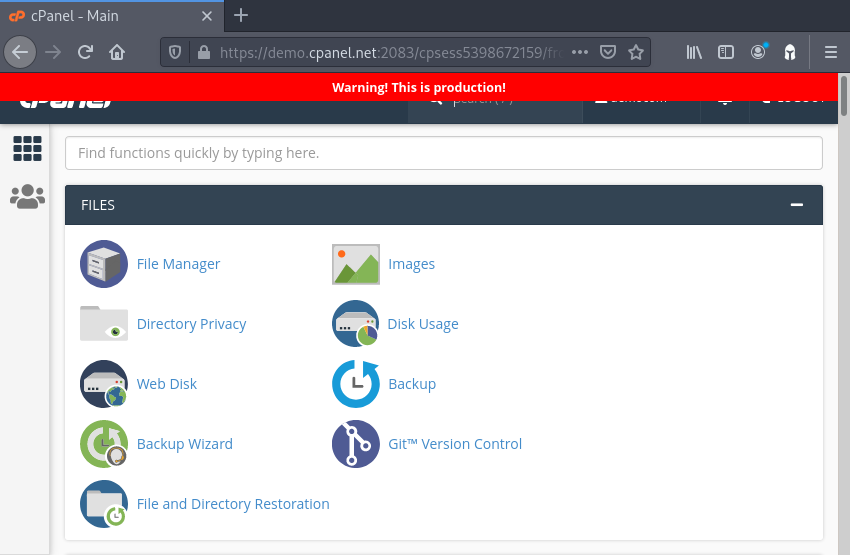 cPanel - Main
https://demo.cpanel.net:2083/cpsess5398672159/fr
Warning! This is production!
cPanel
Find functions quickly by typing here.
FILES
File Manager
Images
Directory Privacy
Disk Usage
Web Disk
Backup
Backup Wizard
Git™ Version Control
File and Directory Restoration